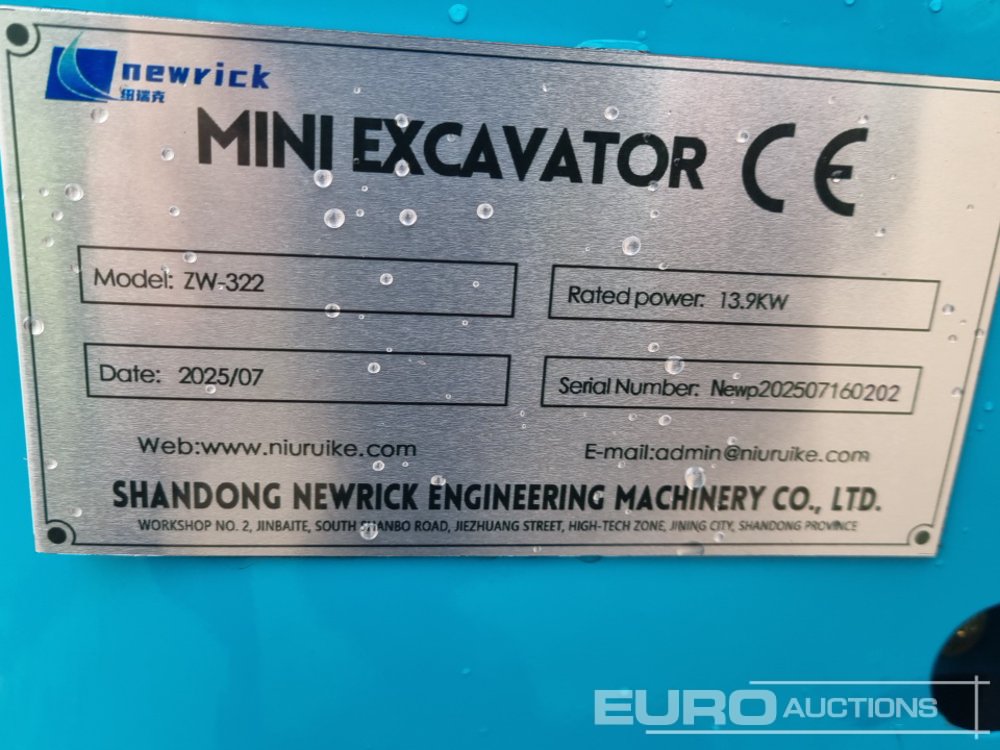 newrick
纽瑞克
MINI EXCAVATOR CE
Model: ZW-322
Rated power: 13.9KW
Date: 2025/07
Serial Number: Newp202507160202
Web:www.niuruike.com
E-mail:admin@niuruike.com
SHANDONG NEWRICK ENGINEERING MACHINERY CO., LTD.
WORKSHOP NO. 2, JINBAITE, SOUTH SHANBO ROAD, JIEZHUANG STREET, HIGH-TECH ZONE, JINING CITY, SHANDONG PROVINCE
EURO AUCTIONS